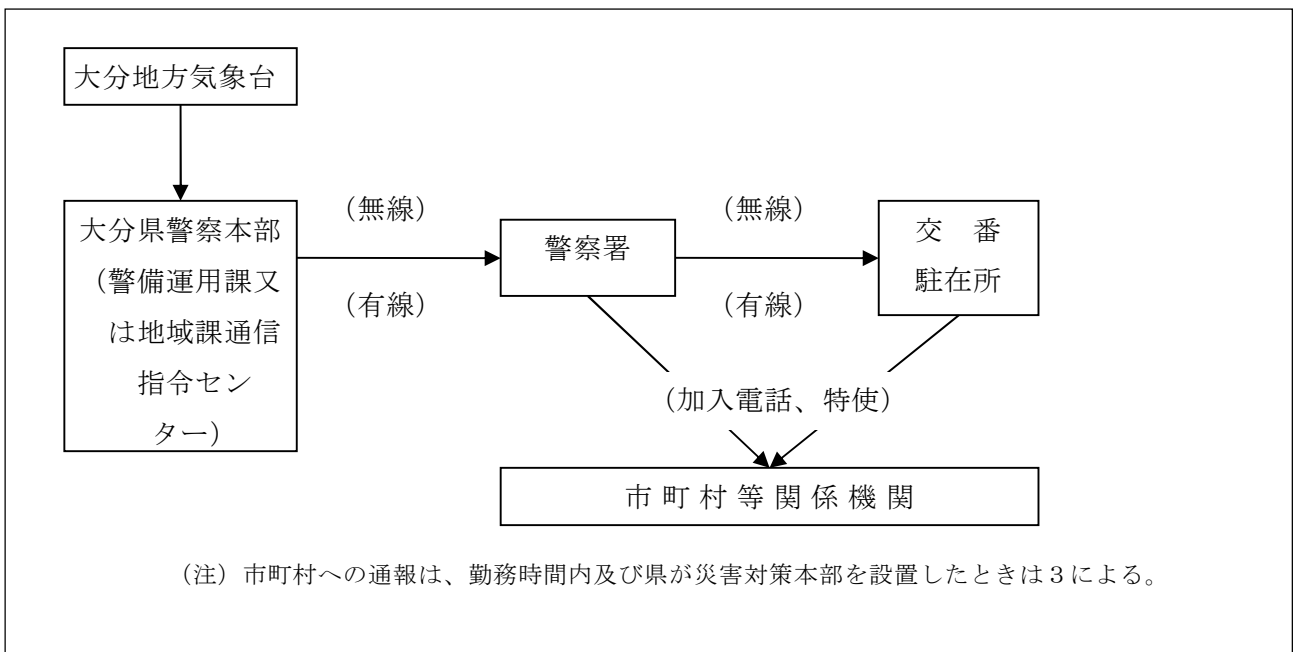 大分地方気象台
大分県警察本部
（警備運用課又
は地域課通信
指令セン
ター）
（無線）
（有線）
警察署
（無線）
（有線）
交　番
駐在所
（加入電話、特使）
市 町 村 等 関 係 機 関
（注）市町村への通報は、勤務時間内及び県が災害対策本部を設置したときは３による。